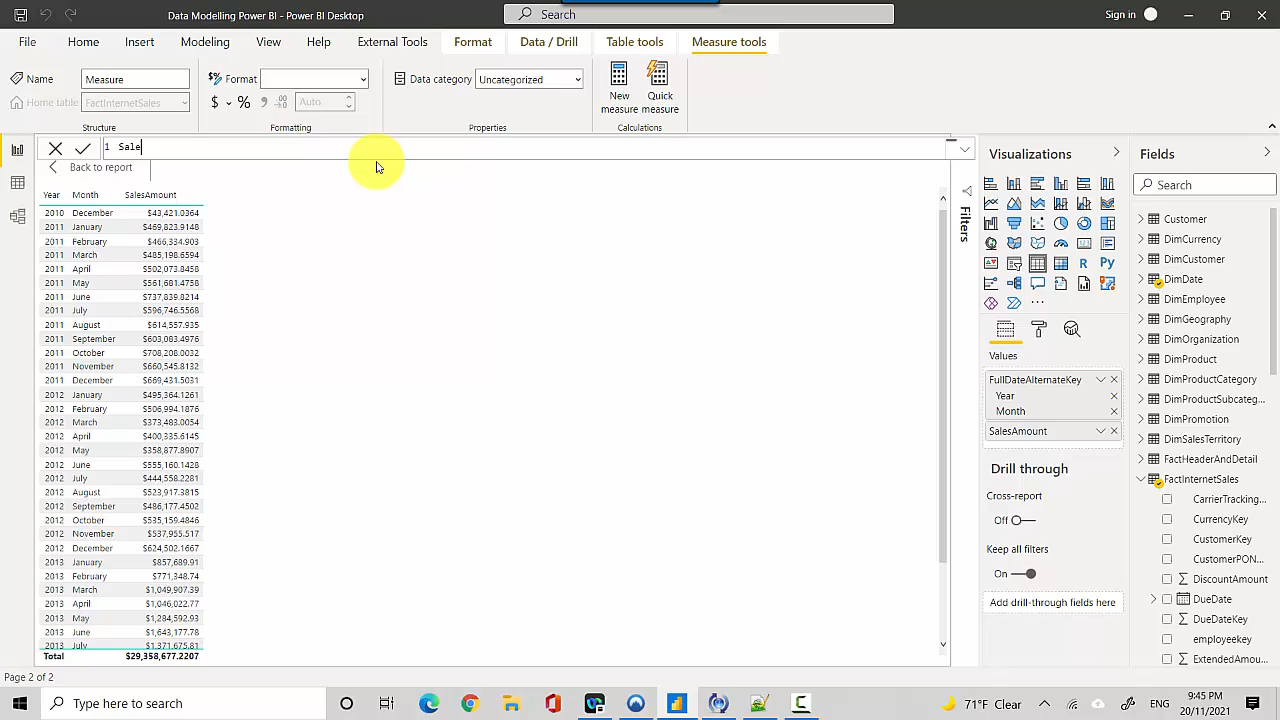 Data Modelling Power BI - Power BI Desktop
Search
Sign in
File
Home
Insert
Modeling
View
Help
External Tools
Format
Data / Drill
Table tools
Measure tools
Name
Measure
Home table
FactInternetSales
Structure
Format
$ % Auto
Formatting
Data category
Uncategorized
Properties
New measure
Quick measure
Calculations
1 Sale
Back to report
Year Month SalesAmount
2010 December $43,421.0364
2011 January $469,823.9148
2011 February $466,334.903
2011 March $485,198.6594
2011 April $502,073.8458
2011 May $561,681.4758
2011 June $737,839.8214
2011 July $596,746.5568
2011 August $614,557.935
2011 September $603,083.4976
2011 October $708,208.0032
2011 November $660,545.8132
2011 December $669,431.5031
2012 January $495,364.1261
2012 February $506,994.1876
2012 March $373,483.0054
2012 April $400,335.6145
2012 May $358,877.8907
2012 June $555,160.1428
2012 July $444,558.2281
2012 August $523,917.3815
2012 September $486,177.4502
2012 October $535,159.4846
2012 November $537,955.517
2012 December $624,502.1667
2013 January $857,689.91
2013 February $771,348.74
2013 March $1,049,907.39
2013 April $1,046,022.77
2013 May $1,284,592.93
2013 June $1,643,177.78
2013 July $1,371,675.81
Total $29,358,677.2207
Filters
Visualizations
R
Py
Values
FullDateAlternateKey
Year
Month
SalesAmount
Drill through
Cross-report
Off
Keep all filters
On
Add drill-through fields here
Fields
Search
Customer
DimCurrency
DimCustomer
DimDate
DimEmployee
DimGeography
DimOrganization
DimProduct
DimProductCategory
DimProductSubcateg...
DimPromotion
DimSalesTerritory
FactHeaderAndDetail
FactInternetSales
CarrierTracking...
CurrencyKey
CustomerKey
CustomerPON...
DiscountAmount
DueDate
DueDateKey
employeekey
ExtendedAmou...
Page 2 of 2
Type here to search
71°F Clear
ENG
9:45 PM
20/11/2021